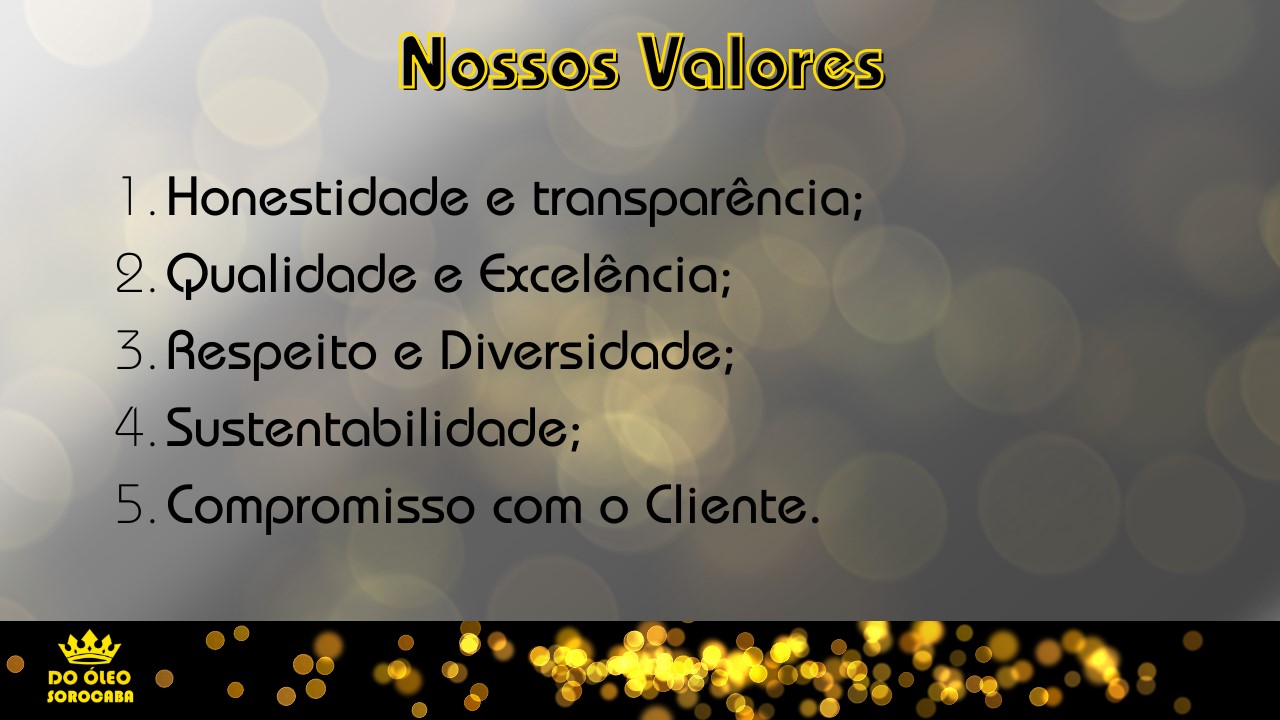 Nossos Valores
1. Honestidade e transparência;
2. Qualidade e Excelência;
3. Respeito e Diversidade;
4. Sustentabilidade;
5. Compromisso com o Cliente.
DO ÓLEO
SOROCABA